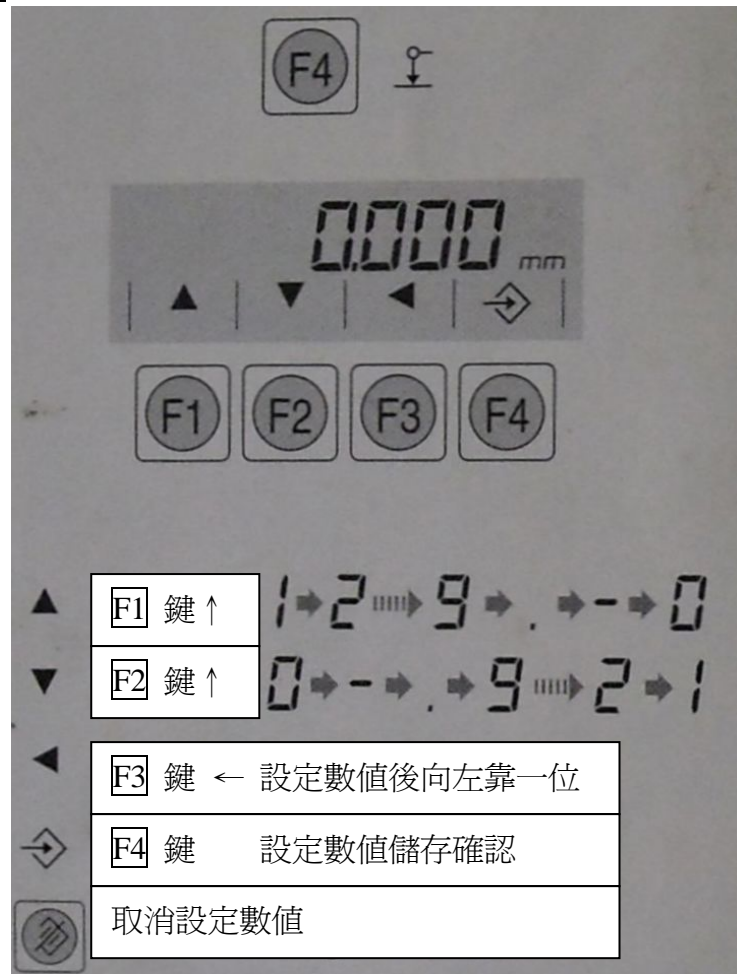 F4
0.000 mm
F1 F2 F3 F4
F1 鍵↑ 1 2 9 . - 0
F2 鍵↑ 0 - . 9 2 1
F3 鍵 ← 設定數值後向左靠一位
F4 鍵 設定數值儲存確認
取消設定數值